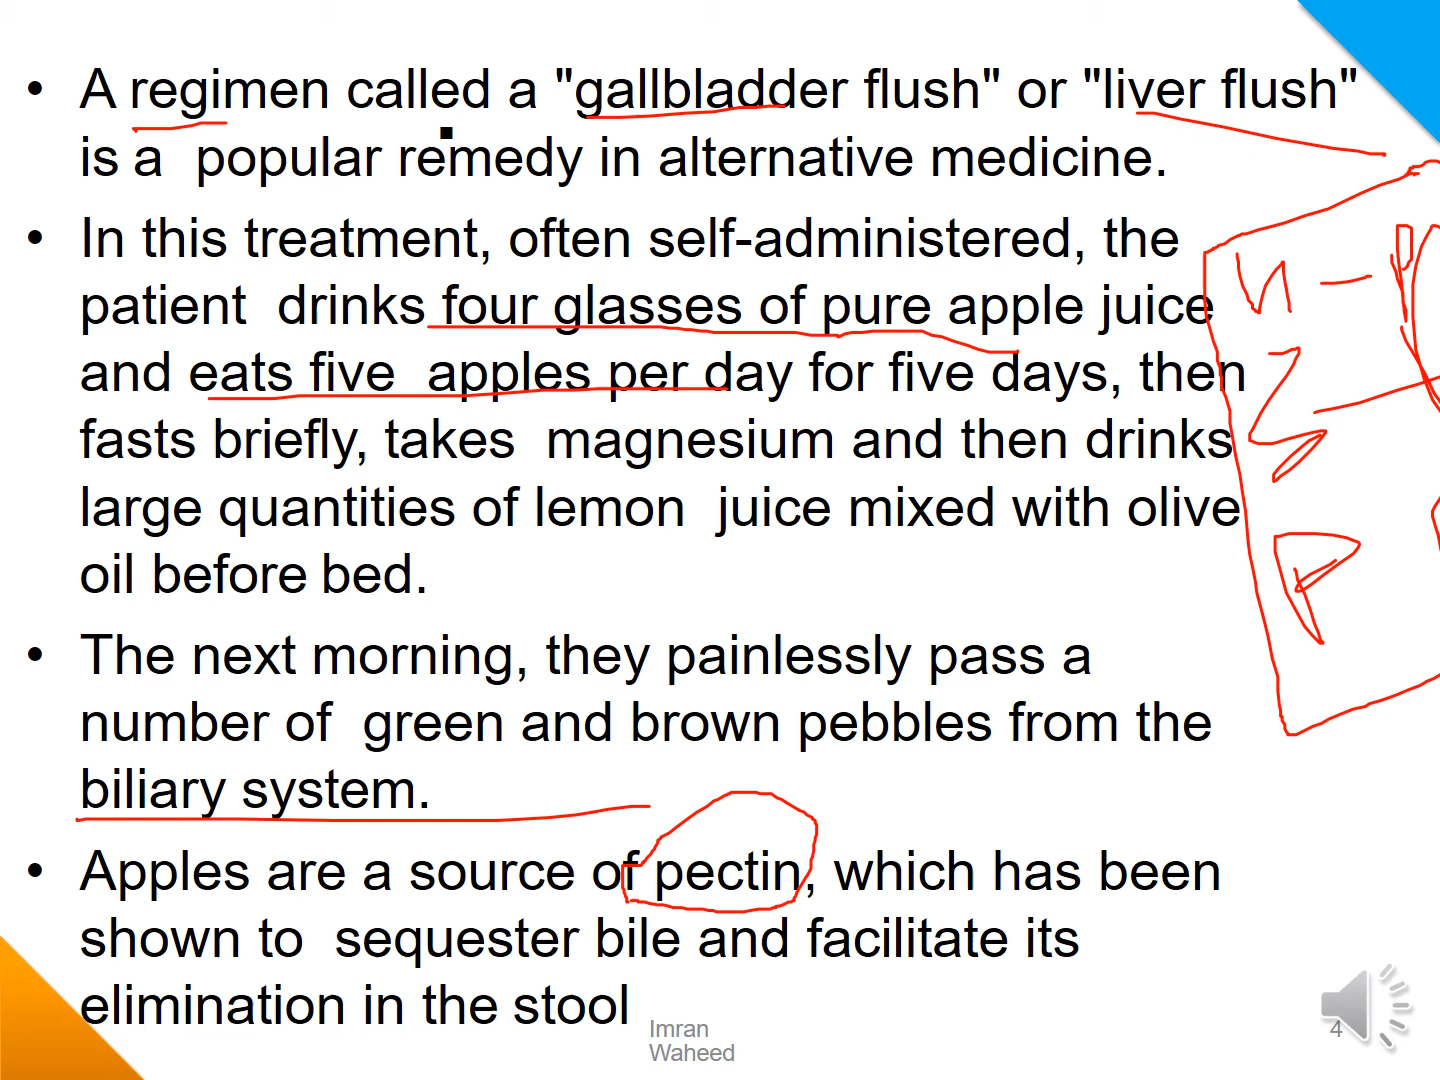 • A regimen called a "gallbladder flush" or "liver flush"
is a popular remedy in alternative medicine.
• In this treatment, often self-administered, the
patient drinks four glasses of pure apple juice
and eats five apples per day for five days, then
fasts briefly, takes magnesium and then drinks
large quantities of lemon juice mixed with olive
oil before bed.
• The next morning, they painlessly pass a
number of green and brown pebbles from the
biliary system.
• Apples are a source of pectin, which has been
shown to sequester bile and facilitate its
elimination in the stool
Imran
Waheed
4